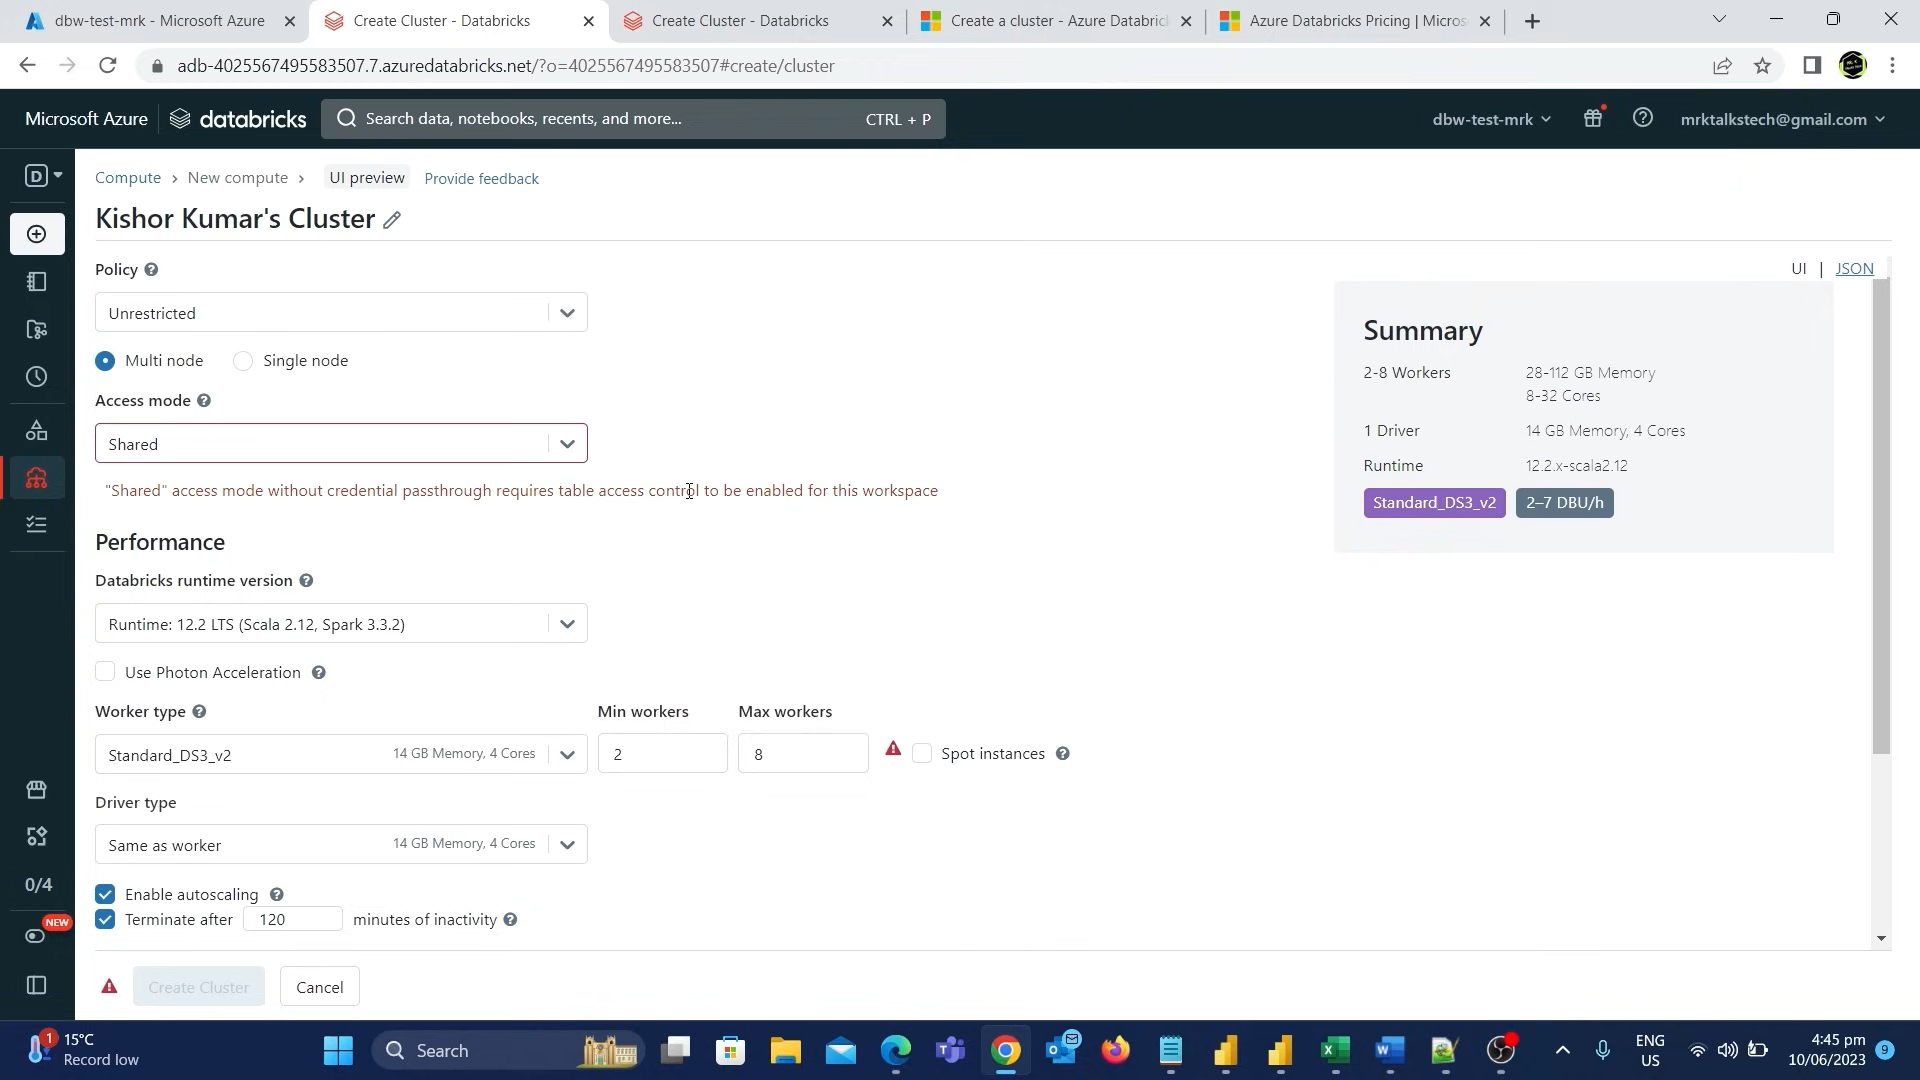 dbw-test-mrk - Microsoft Azure
Create Cluster - Databricks
Create Cluster - Databricks
Create a cluster - Azure Databric
Azure Databricks Pricing | Micros
adb-4025567495583507.7.azuredatabricks.net/?o=4025567495583507#create/cluster
Microsoft Azure
databricks
Search data, notebooks, recents, and more...
CTRL + P
dbw-test-mrk
mrktalkstech@gmail.com
D
Compute > New compute > UI preview Provide feedback
Kishor Kumar's Cluster
Policy
UI | JSON
Unrestricted
Multi node Single node
Access mode
Shared
"Shared" access mode without credential passthrough requires table access control to be enabled for this workspace
Summary
2-8 Workers 28-112 GB Memory
8-32 Cores
1 Driver 14 GB Memory, 4 Cores
Runtime 12.2.x-scala2.12
Standard_DS3_v2 2–7 DBU/h
Performance
Databricks runtime version
Runtime: 12.2 LTS (Scala 2.12, Spark 3.3.2)
Use Photon Acceleration
Worker type Min workers Max workers
Standard_DS3_v2 14 GB Memory, 4 Cores 2 8 Spot instances
Driver type
Same as worker 14 GB Memory, 4 Cores
0/4
Enable autoscaling
NEW
Terminate after 120 minutes of inactivity
Create Cluster Cancel
1
15°C
Record low
Search
ENG
US
4:45 pm
10/06/2023
9